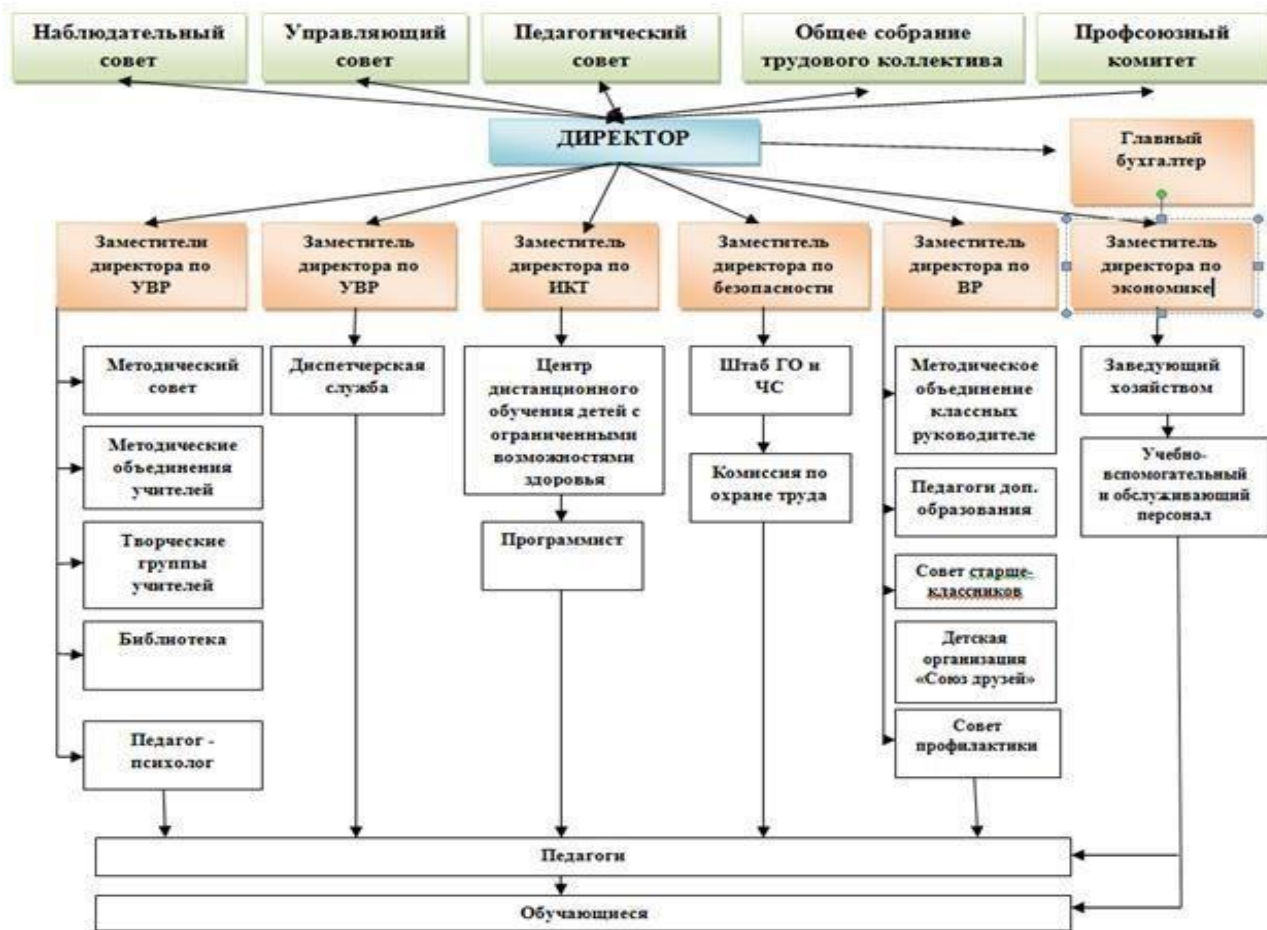 Наблюдательный
совет
Управляющий
совет
Педагогический
совет
Общее собрание
трудового коллектива
Профсоюзный
комитет
ДИРЕКТОР
Главный
бухгалтер
Заместители
директора по
УВР
Заместитель
директора по
УВР
Заместитель
директора по
ИКТ
Заместитель
директора по
безопасности
Заместитель
директора по
ВР
Заместитель
директора по
экономике
Методический
совет
Методические
объединения
учителей
Творческие
группы
учителей
Библиотека
Педагог -
психолог
Диспетчерская
служба
Центр
дистанционного
обучения детей с
ограниченными
возможностями
здоровья
Программист
Штаб ГО и
ЧС
Комиссия по
охране труда
Методическое
объединение
классных
руководителе
Педагоги доп.
образования
Совет старше-
классников
Детская
организация
«Союз друзей»
Совет
профилактики
Заведующий
хозяйством
Учебно-
вспомогательный
и обслуживающий
персонал
Педагоги
Обучающиеся